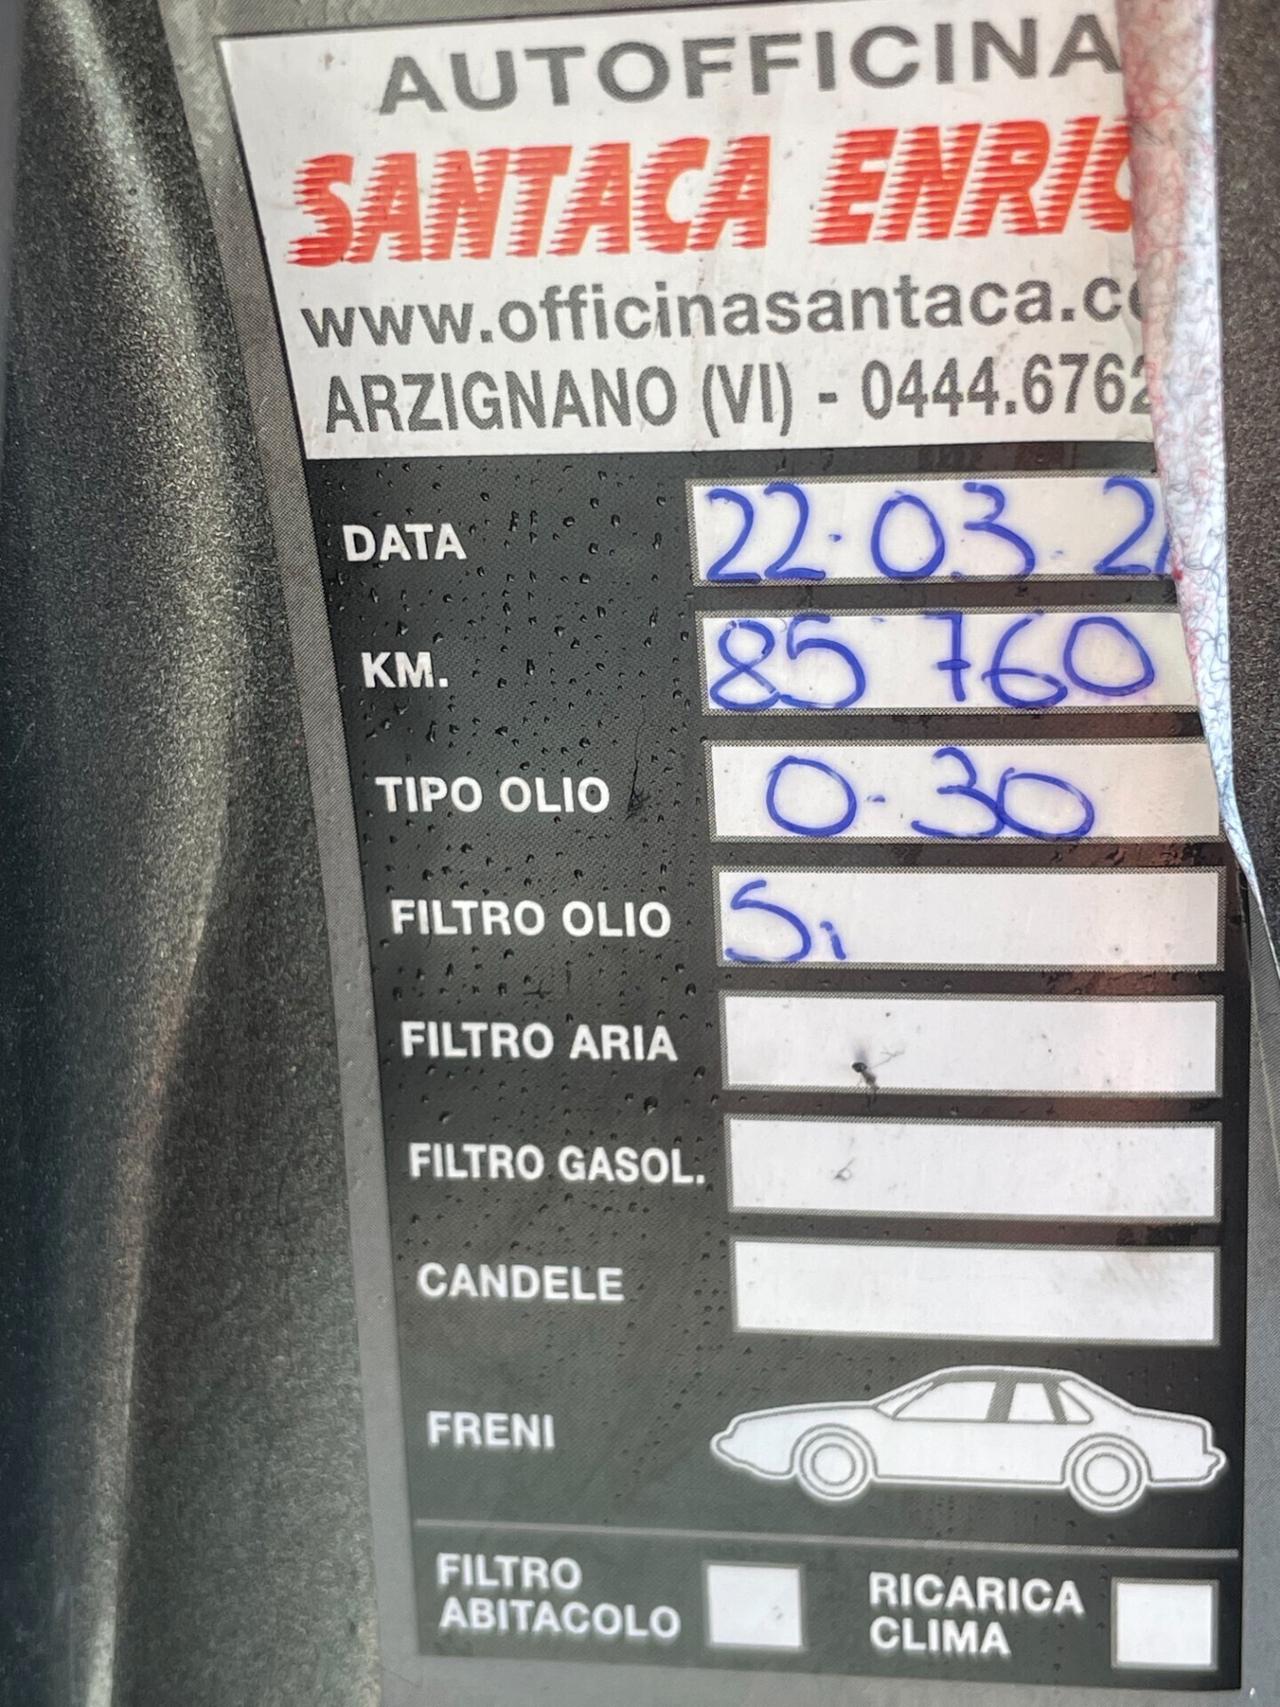 AUTOFFICINA
SANTACA ENRIC
www.officinasantaca.co
ARZIGNANO (VI) - 0444.6762
DATA 22.03.2
KM. 85 760
TIPO OLIO 0-30
FILTRO OLIO Si
FILTRO ARIA
FILTRO GASOL.
CANDELE
FRENI
FILTRO ABITACOLO
RICARICA CLIMA